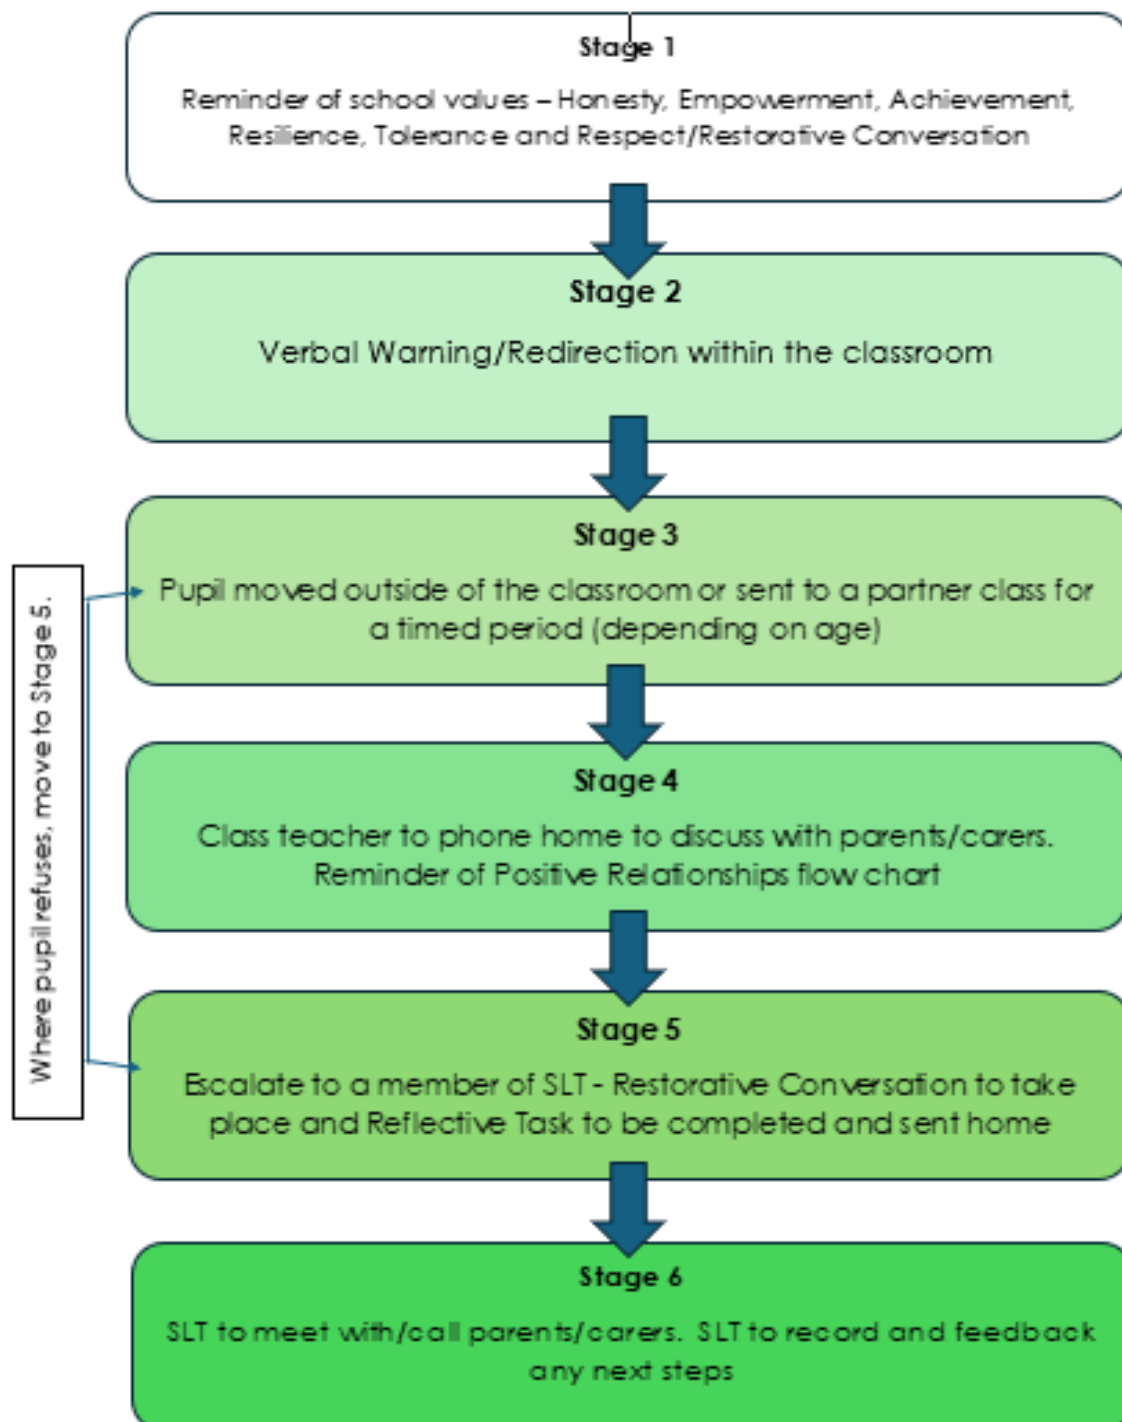 Stage 1
Reminder of school values – Honesty, Empowerment, Achievement,
Resilience, Tolerance and Respect/Restorative Conversation
Stage 2
Verbal Warning/Redirection within the classroom
Stage 3
Pupil moved outside of the classroom or sent to a partner class for
a timed period (depending on age)
Where pupil refuses, move to Stage 5.
Stage 4
Class teacher to phone home to discuss with parents/carers.
Reminder of Positive Relationships flow chart
Stage 5
Escalate to a member of SLT - Restorative Conversation to take
place and Reflective Task to be completed and sent home
Stage 6
SLT to meet with/call parents/carers.  SLT to record and feedback
any next steps